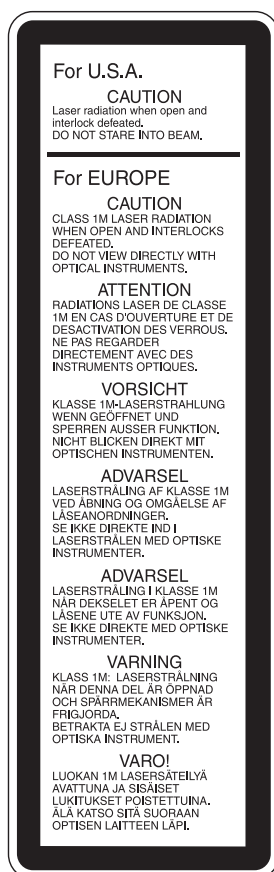 For U.S.A.
CAUTION
Laser radiation when open and
interlock defeated.
DO NOT STARE INTO BEAM.
For EUROPE
CAUTION
CLASS 1M LASER RADIATION
WHEN OPEN AND INTERLOCKS
DEFEATED.
DO NOT VIEW DIRECTLY WITH
OPTICAL INSTRUMENTS.
ATTENTION
RADIATIONS LASER DE CLASSE
1M EN CAS D'OUVERTURE ET DE
DESACTIVATION DES VERROUS.
NE PAS REGARDER
DIRECTEMENT AVEC DES
INSTRUMENTS OPTIQUES.
VORSICHT
KLASSE 1M-LASERSTRAHLUNG
WENN GEÖFFNET UND
SPERREN AUSSER FUNKTION.
NICHT BLICKEN DIREKT MIT
OPTISCHEN INSTRUMENTEN.
ADVARSEL
LASERSTRÅLING AF KLASSE 1M
VED ÅBNING OG OMGÅELSE AF
LÅSEANORDNINGER.
SE IKKE DIREKTE IND I
LASERSTRÅLEN MED OPTISKE
INSTRUMENTER.
ADVARSEL
LASERSTRÅLING I KLASSE 1M
NÅR DEKSELET ER ÅPENT OG
LÅSENE UTE AV FUNKSJON.
SE IKKE DIREKTE MED OPTISKE
INSTRUMENTER.
VARNING
KLASS 1M: LASERSTRÅLNING
NÄR DENNA DEL ÄR ÖPPNAD
OCH SPÄRRMEKANISMER ÄR
FRIGJORDA.
BETRAKTA EJ STRÅLEN MED
OPTISKA INSTRUMENT.
VARO!
LUOKAN 1M LASERSÄTEILYÄ
AVATTUNA JA SISÄISET
LUKITUKSET POISTETTUINA.
ÄLÄ KATSO SITÄ SUORAAN
OPTISEN LAITTEEN LÄPI.